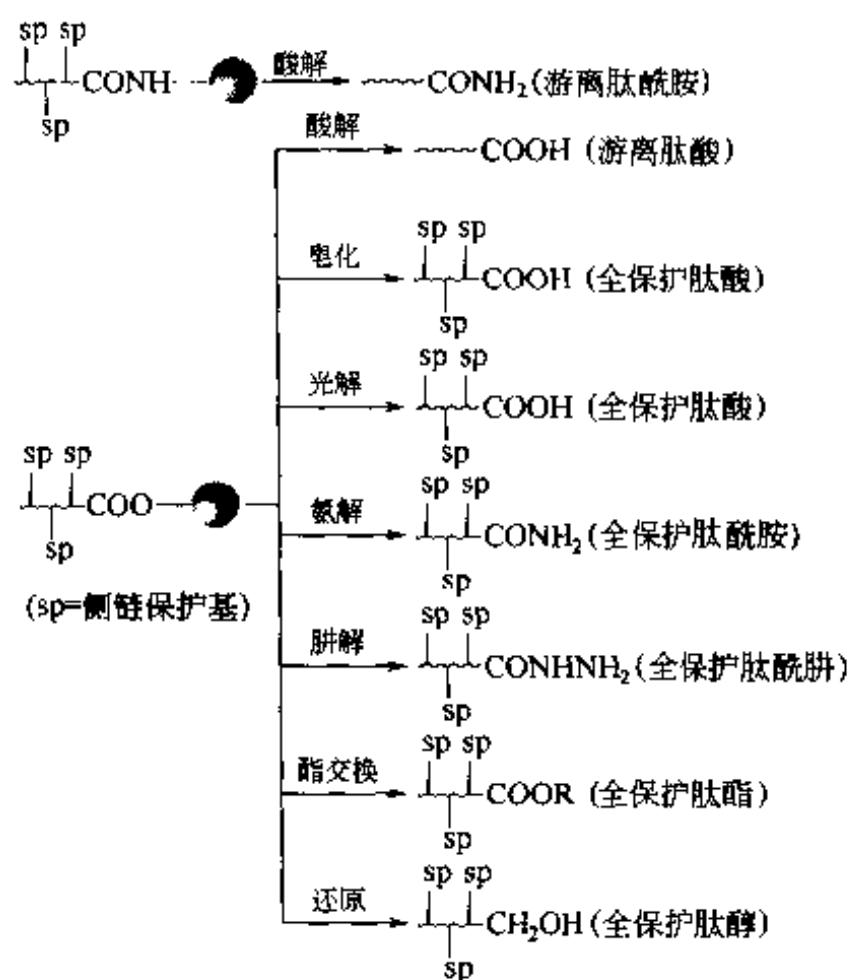 sp sp
CONH
酸解
CONH₂(游离肽酰胺)
sp
酸解
COOH (游离肽酸)
sp sp
皂化
COOH (全保护肽酸)
sp
sp sp
光解
COOH (全保护肽酸)
sp
sp sp
COO
sp
(sp=侧链保护基)
sp sp
氨解
CONH₂(全保护肽酰胺)
sp
sp sp
肼解
CONHNH₂(全保护肽酰肼)
sp
sp sp
酯交换
COOR (全保护肽酯)
sp
sp sp
还原
CH₂OH(全保护肽醇)
sp